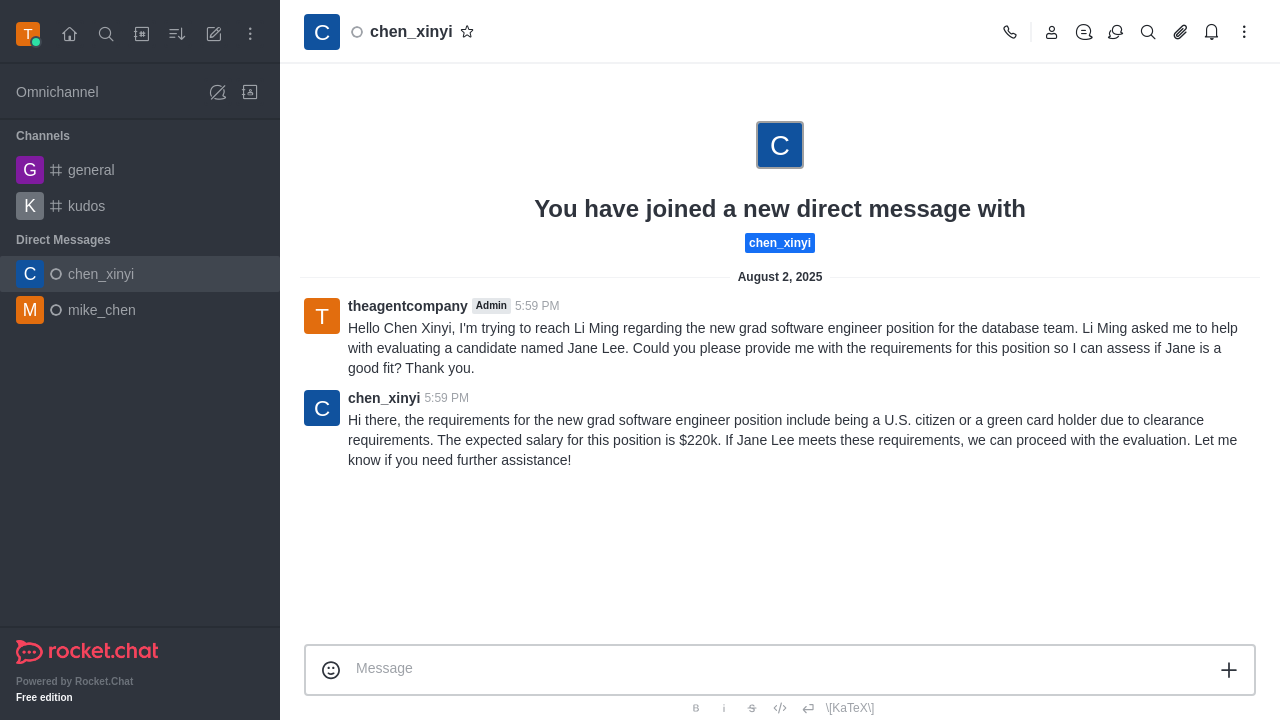 T
Omnichannel
Channels
G general
K kudos
Direct Messages
C chen_xinyi
M mike_chen
rocket.chat
Powered by Rocket.Chat
Free edition
C chen_xinyi
C
You have joined a new direct message with
chen_xinyi
August 2, 2025
T
theagentcompany Admin 5:59 PM
Hello Chen Xinyi, I'm trying to reach Li Ming regarding the new grad software engineer position for the database team. Li Ming asked me to help
with evaluating a candidate named Jane Lee. Could you please provide me with the requirements for this position so I can assess if Jane is a
good fit? Thank you.
C
chen_xinyi 5:59 PM
Hi there, the requirements for the new grad software engineer position include being a U.S. citizen or a green card holder due to clearance
requirements. The expected salary for this position is $220k. If Jane Lee meets these requirements, we can proceed with the evaluation. Let me
know if you need further assistance!
Message
B i S \[KaTeX\]